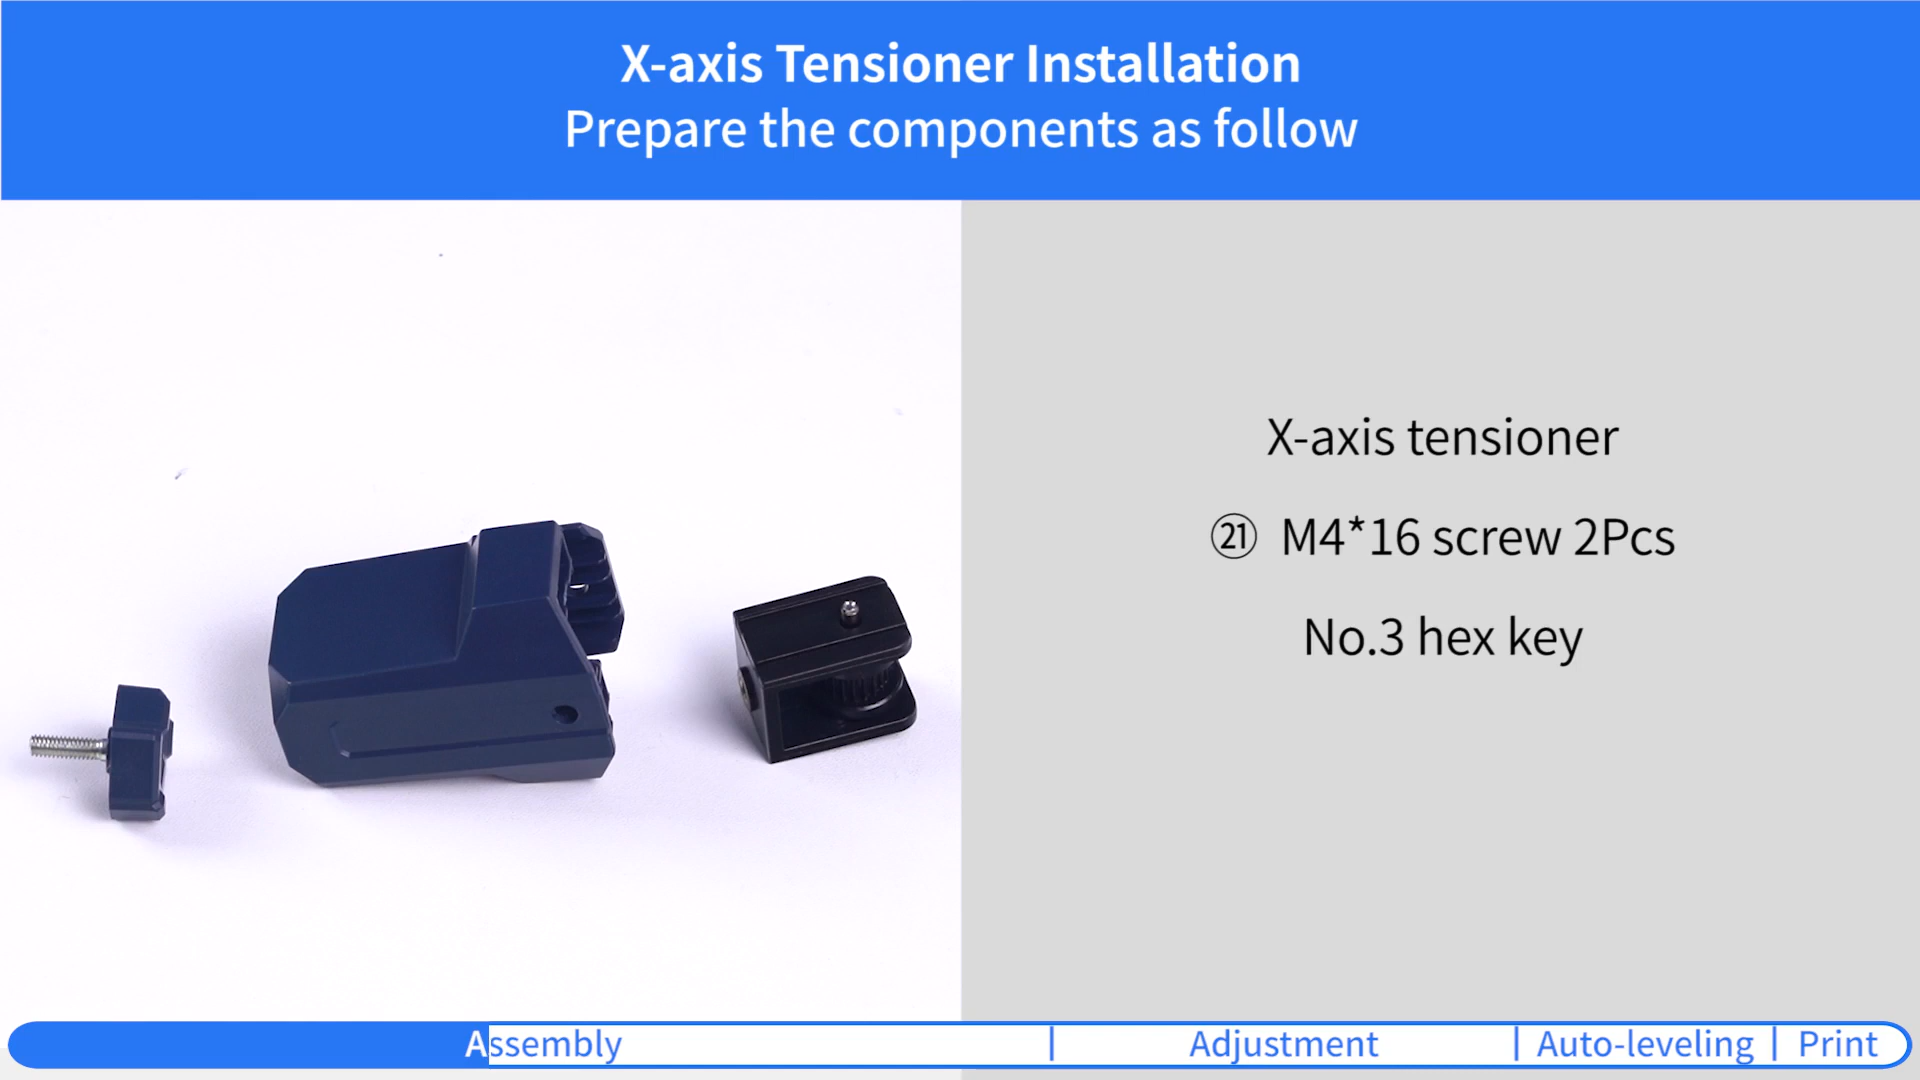 X-axis Tensioner Installation
Prepare the components as follow
X-axis tensioner
㉑ M4*16 screw 2Pcs
No.3 hex key
Assembly | Adjustment | Auto-leveling | Print